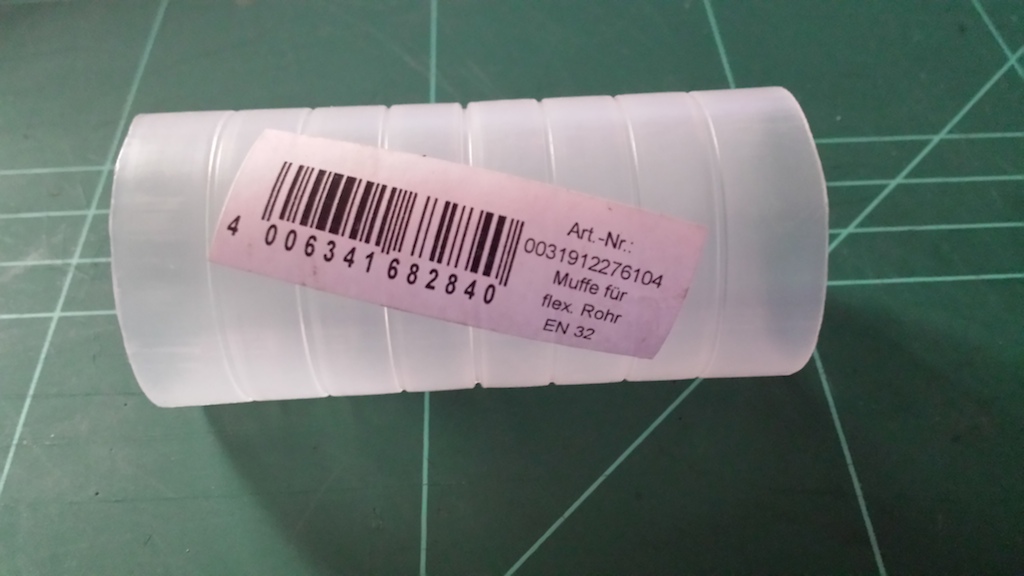 4 006341 682840
Art.-Nr.:
0031912276104
Muffe für
flex. Rohr
EN 32